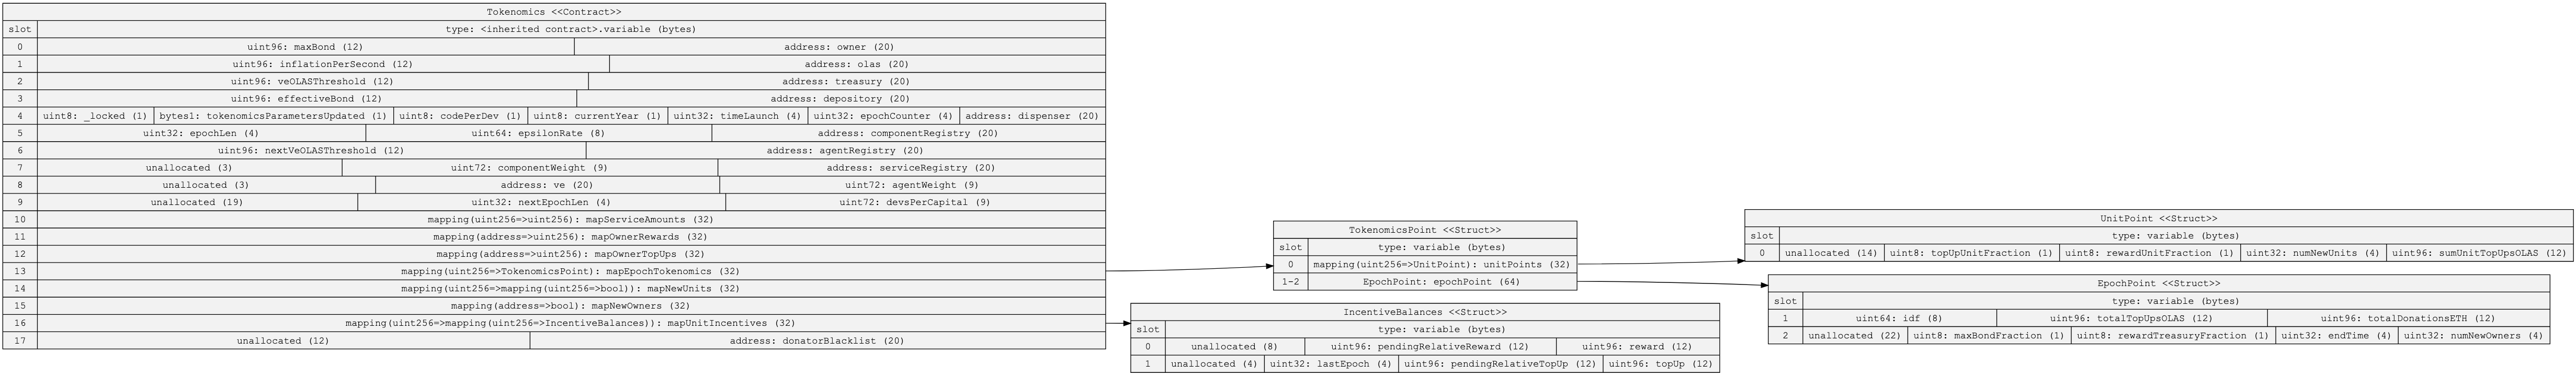 Tokenomics <<Contract>>
slot type: <inherited contract>.variable (bytes)
0 uint96: maxBond (12) address: owner (20)
1 uint96: inflationPerSecond (12) address: olas (20)
2 uint96: veOLASThreshold (12) address: treasury (20)
3 uint96: effectiveBond (12) address: depository (20)
4 uint8: _locked (1) bytes1: tokenomicsParametersUpdated (1) uint8: codePerDev (1) uint8: currentYear (1) uint32: timeLaunch (4) uint32: epochCounter (4) address: dispenser (20)
5 uint32: epochLen (4) uint64: epsilonRate (8) address: componentRegistry (20)
6 uint96: nextVeOLASThreshold (12) address: agentRegistry (20)
7 unallocated (3) uint72: componentWeight (9) address: serviceRegistry (20)
8 unallocated (3) address: ve (20) uint72: agentWeight (9)
9 unallocated (19) uint32: nextEpochLen (4) uint72: devsPerCapital (9)
10 mapping(uint256=>uint256): mapServiceAmounts (32)
11 mapping(address=>uint256): mapOwnerRewards (32)
12 mapping(address=>uint256): mapOwnerTopUps (32)
13 mapping(uint256=>TokenomicsPoint): mapEpochTokenomics (32)
14 mapping(uint256=>mapping(uint256=>bool)): mapNewUnits (32)
15 mapping(address=>bool): mapNewOwners (32)
16 mapping(uint256=>mapping(uint256=>IncentiveBalances)): mapUnitIncentives (32)
17 unallocated (12) address: donatorBlacklist (20)
TokenomicsPoint <<Struct>>
slot type: variable (bytes)
0 mapping(uint256=>UnitPoint): unitPoints (32)
1-2 EpochPoint: epochPoint (64)
IncentiveBalances <<Struct>>
slot type: variable (bytes)
0 unallocated (8) uint96: pendingRelativeReward (12) uint96: reward (12)
1 unallocated (4) uint32: lastEpoch (4) uint96: pendingRelativeTopUp (12) uint96: topUp (12)
UnitPoint <<Struct>>
slot type: variable (bytes)
0 unallocated (14) uint8: topUpUnitFraction (1) uint8: rewardUnitFraction (1) uint32: numNewUnits (4) uint96: sumUnitTopUpsOLAS (12)
EpochPoint <<Struct>>
slot type: variable (bytes)
1 uint64: idf (8) uint96: totalTopUpsOLAS (12) uint96: totalDonationsETH (12)
2 unallocated (22) uint8: maxBondFraction (1) uint8: rewardTreasuryFraction (1) uint32: endTime (4) uint32: numNewOwners (4)